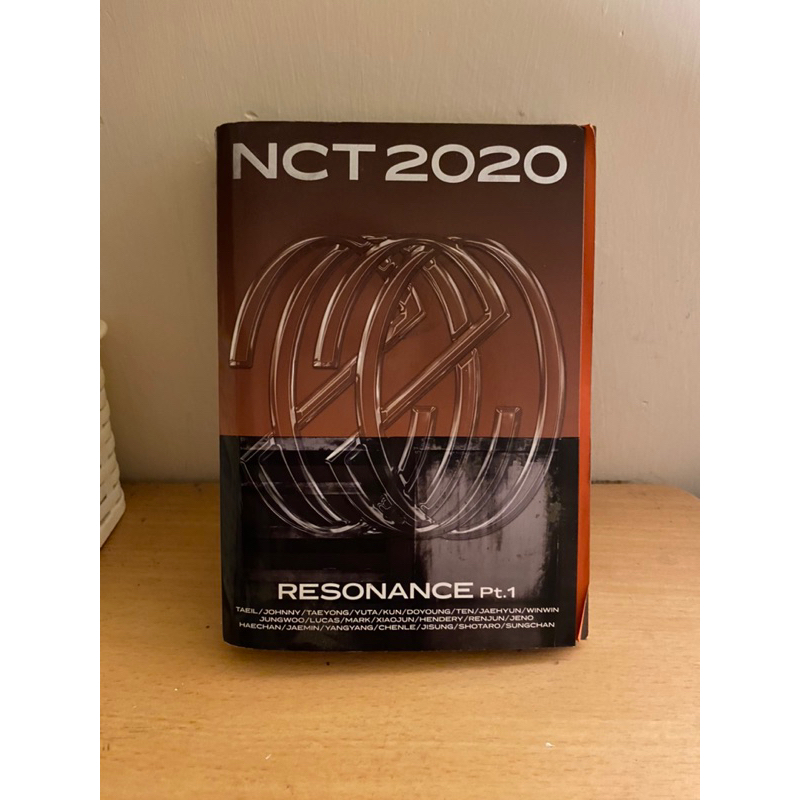 NCT 2020
RESONANCE Pt.1
TAEIL/JOHNNY/TAEYONG/YUTA/KUN/DOYOUNG/TEN/JAEHYUN/WINWIN
JUNGWOO/LUCAS/MARK/XIAOJUN/HENDERY/RENJUN/JENO
HAECHAN/JAEMIN/YANGYANG/CHENLE/JISUNG/SHOTARO/SUNGCHAN